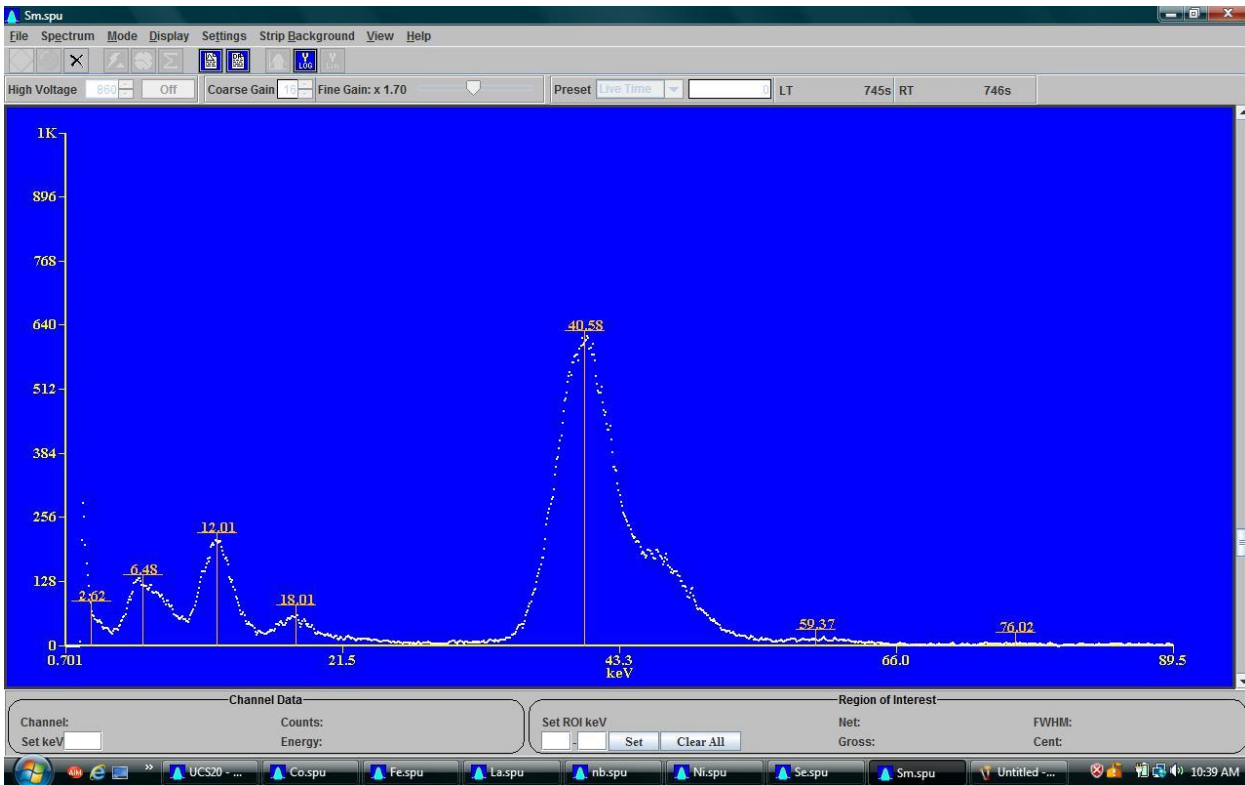 Sm.spu
File Spectrum Mode Display Settings Strip Background View Help
Y LOG Y LIN
High Voltage 860 Off Coarse Gain 16 Fine Gain: x 1.70 Preset Live Time 0 LT 745s RT 746s
1K
896
768
640
40.58
512
384
256
12.01
128
6.48
2.62
18.01
59.37
76.02
0
0.701 21.5 43.3 66.0 89.5
keV
Channel Data Region of Interest
Channel: Counts: Set ROI keV Net: FWHM:
Set keV Energy: - Set Clear All Gross: Cent:
AIM » UCS20 - ... Co.spu Fe.spu La.spu nb.spu Ni.spu Se.spu Sm.spu Untitled -... 10:39 AM